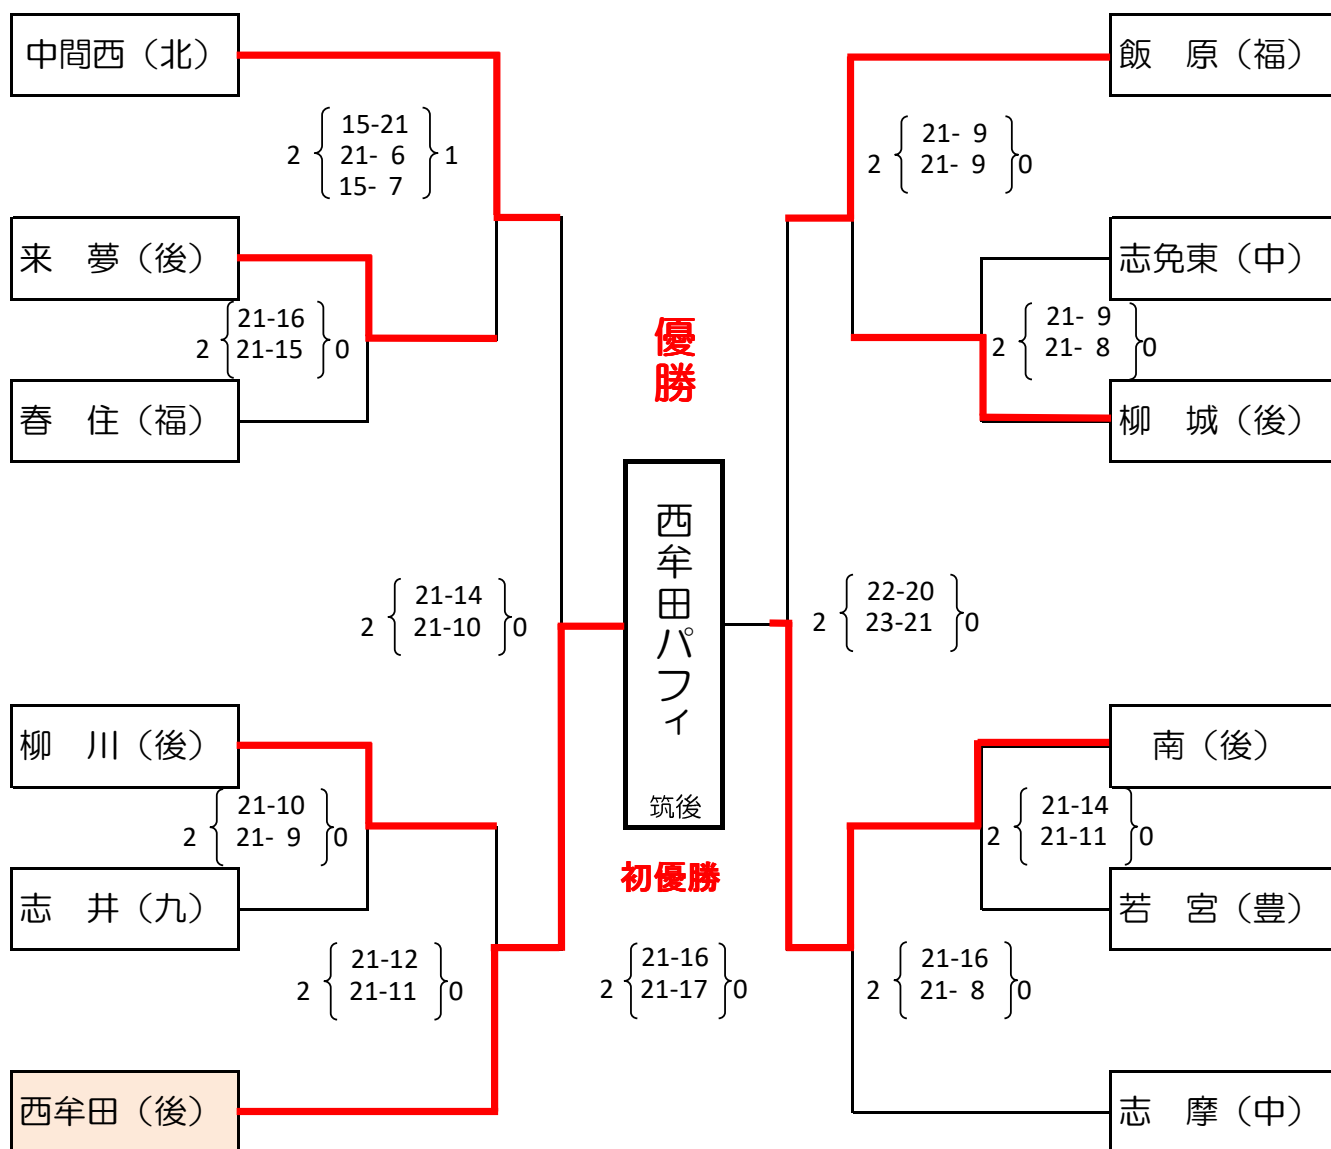 中間西（北）
2 15-21 1
21- 6
15- 7
来　夢（後）
2 21-16 0
21-15
春　住（福）
飯　原（福）
2 21- 9 0
21- 9
志免東（中）
2 21- 9 0
21- 8
柳　城（後）
優勝
西牟田パフィ
筑後
初優勝
2 21-16 0
21-17
2 21-14 0
21-10
2 22-20 0
23-21
柳　川（後）
2 21-10 0
21- 9
志　井（九）
2 21-12 0
21-11
西牟田（後）
南（後）
2 21-14 0
21-11
若　宮（豊）
2 21-16 0
21- 8
志　摩（中）